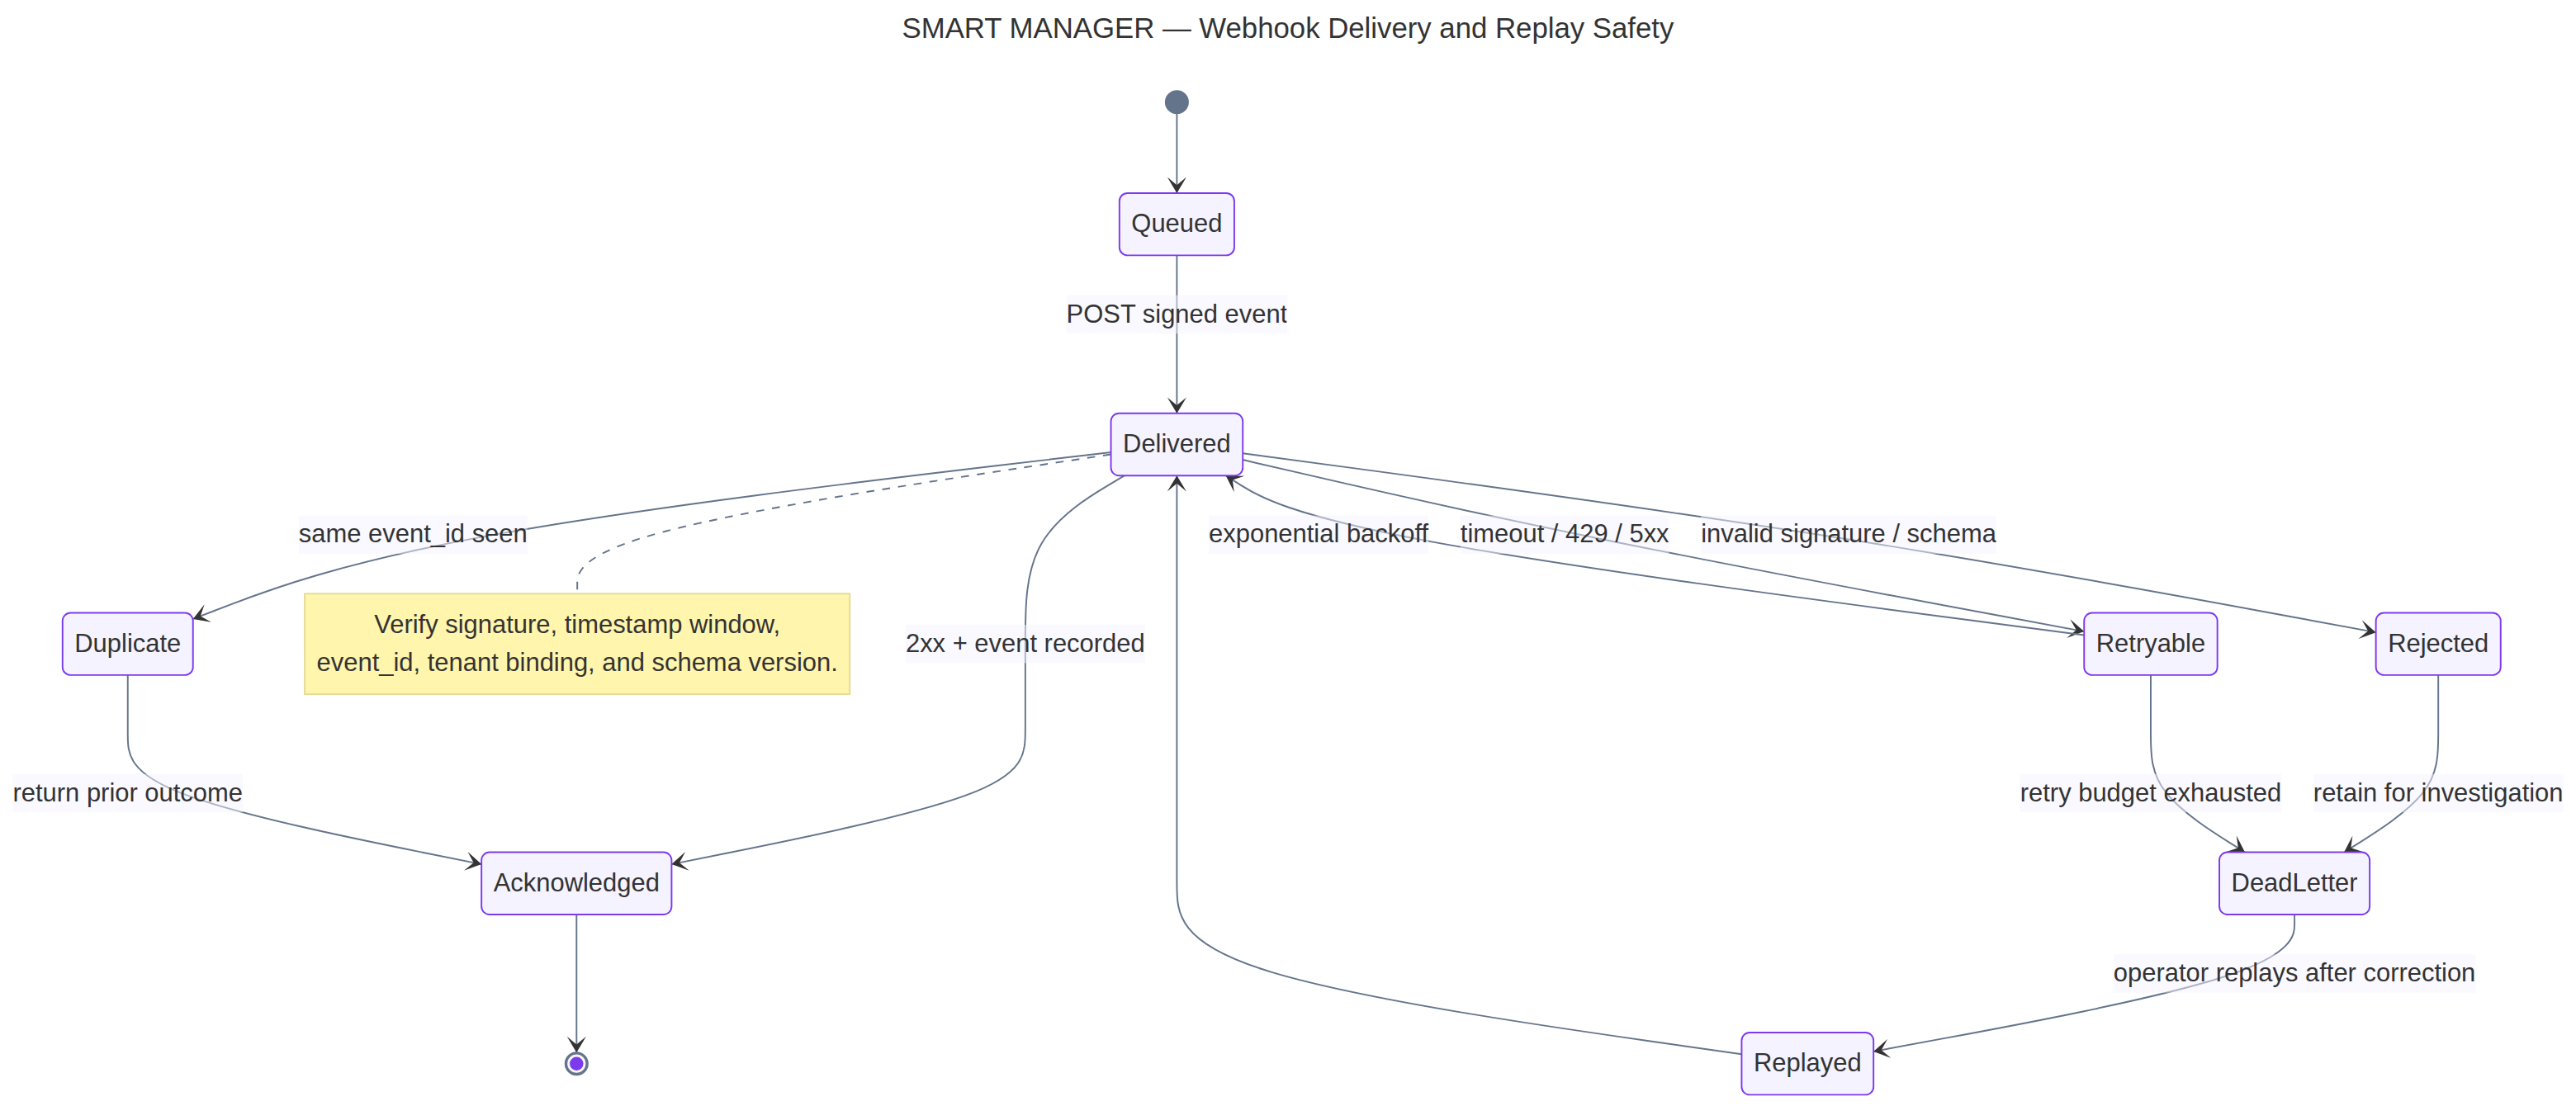 SMART MANAGER — Webhook Delivery and Replay Safety
Queued
POST signed event
Delivered
same event_id seen
exponential backoff
timeout / 429 / 5xx
invalid signature / schema
Duplicate
Verify signature, timestamp window,
event_id, tenant binding, and schema version.
2xx + event recorded
Retryable
Rejected
return prior outcome
retry budget exhausted
retain for investigation
Acknowledged
DeadLetter
operator replays after correction
Replayed